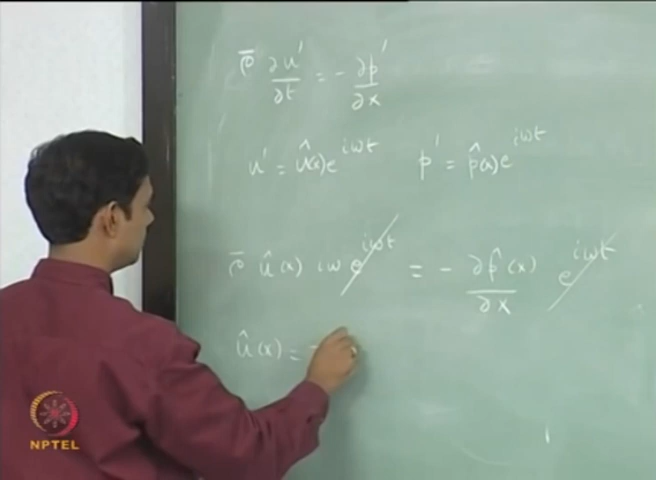 ρ̄ ∂u'/∂t = - ∂p'/∂x
u' = û(x)e^{iωt} p' = p̂(x)e^{iωt}
ρ̄ û(x) iω e^{iωt} = - ∂p̂(x)/∂x e^{iωt}
û(x) = -
NPTEL